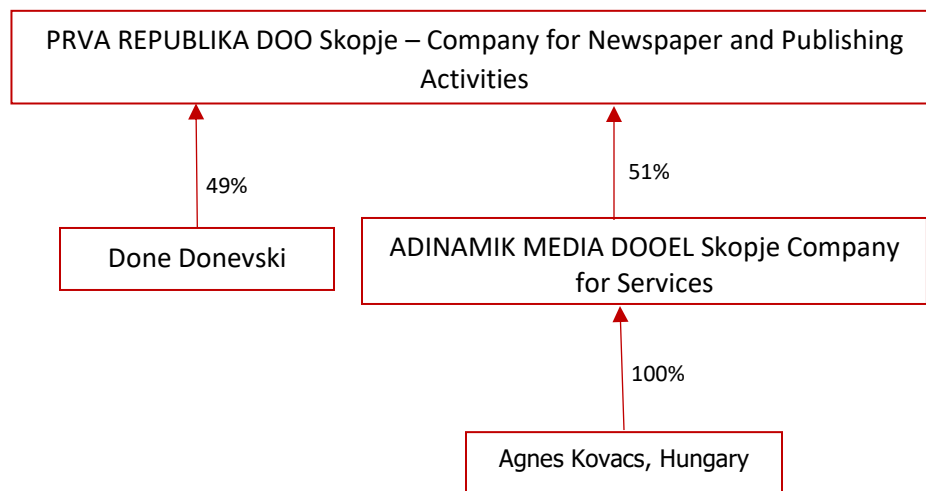 PRVA REPUBLIKA DOO Skopje – Company for Newspaper and Publishing
Activities
49%
51%
Done Donevski
ADINAMIK MEDIA DOOEL Skopje Company
for Services
100%
Agnes Kovacs, Hungary